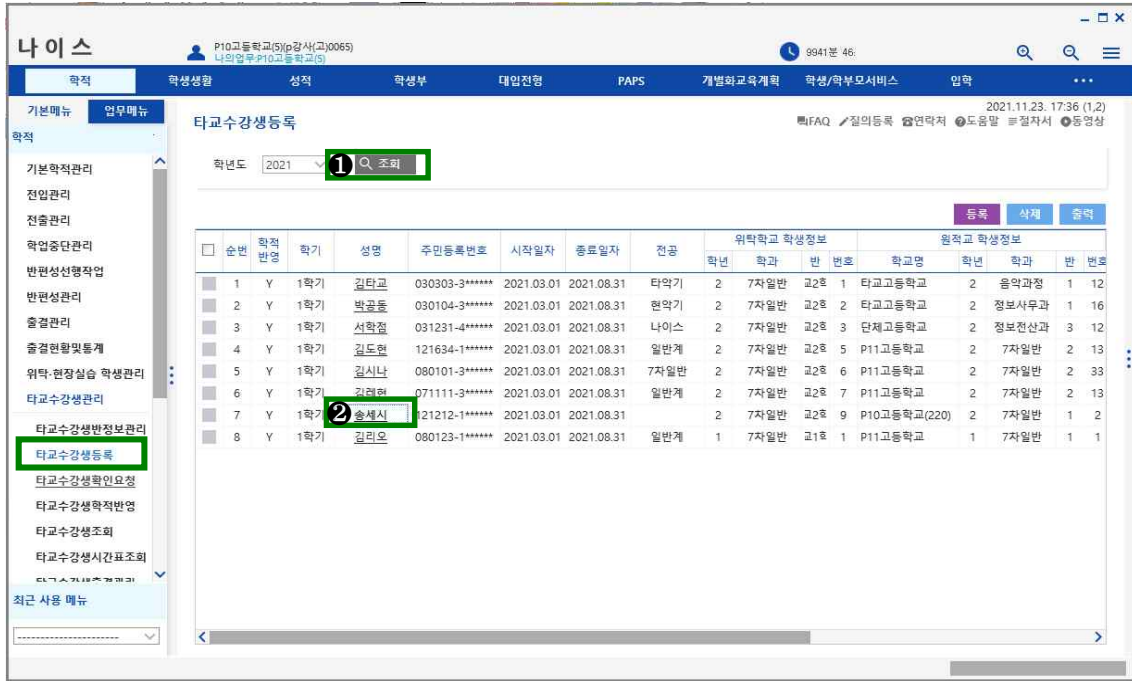 나이스
P10고등학교(5)(p강사(고)0065)
나의업무:P10고등학교(5)
9941분 46.
학적 학생생활 성적 학생부 대입전형 PAPS 개별화교육계획 학생/학부모서비스 입학 ...
기본메뉴 업무메뉴
2021.11.23. 17:36 (1,2)
타교수강생등록
FAQ 질의등록 연락처 도움말 절차서 동영상
학적
기본학적관리
전입관리
전출관리
학업중단관리
반편성선행작업
반편성관리
출결관리
출결현황및통계
위탁·현장실습 학생관리
타교수강생관리
타교수강생반정보관리
타교수강생등록
타교수강생확인요청
타교수강생학적반영
타교수강생조회
타교수강생시간표조회
최근 사용 메뉴
----------------------
학년도 2021 ❶ 조회
등록 삭제 출력
순번 학적반영 학기 성명 주민등록번호 시작일자 종료일자 전공 위탁학교 학생정보 원적교 학생정보
학년 학과 반 번호 학교명 학년 학과 반 번호
1 Y 1학기 김타교 030303-3****** 2021.03.01 2021.08.31 타악기 2 7차일반 교2호 1 타교고등학교 2 음악과정 1 12
2 Y 1학기 박공동 030104-3****** 2021.03.01 2021.08.31 현악기 2 7차일반 교2호 2 타교고등학교 2 정보사무과 1 16
3 Y 1학기 서학점 031231-4****** 2021.03.01 2021.08.31 나이스 2 7차일반 교2호 3 단체고등학교 2 정보전산과 3 12
4 Y 1학기 김도현 121634-1****** 2021.03.01 2021.08.31 일반계 2 7차일반 교2호 5 P11고등학교 2 7차일반 2 13
5 Y 1학기 김시나 080101-3****** 2021.03.01 2021.08.31 7차일반 2 7차일반 교2호 6 P11고등학교 2 7차일반 2 33
6 Y 1학기 김레현 071111-3****** 2021.03.01 2021.08.31 일반계 2 7차일반 교2호 7 P11고등학교 2 7차일반 2 13
7 Y 1학기 ❷ 송세시 121212-1****** 2021.03.01 2021.08.31 2 7차일반 교2호 9 P10고등학교(220) 2 7차일반 1 2
8 Y 1학기 김리오 080123-1****** 2021.03.01 2021.08.31 일반계 1 7차일반 교1호 1 P11고등학교 1 7차일반 1 1